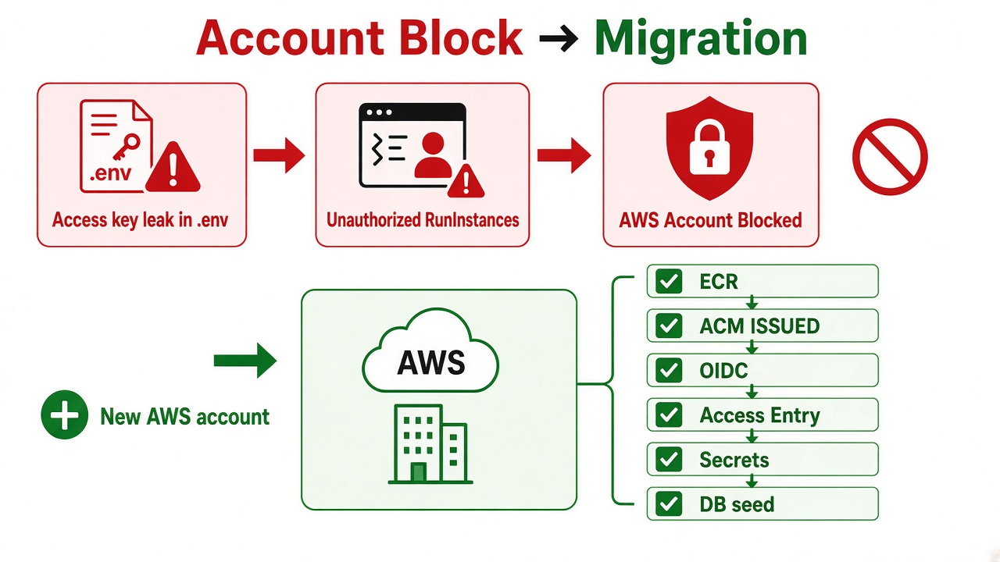 Account Block → Migration
.env
Access key leak in .env
Unauthorized RunInstances
AWS Account Blocked
New AWS account
AWS
ECR
ACM ISSUED
OIDC
Access Entry
Secrets
DB seed